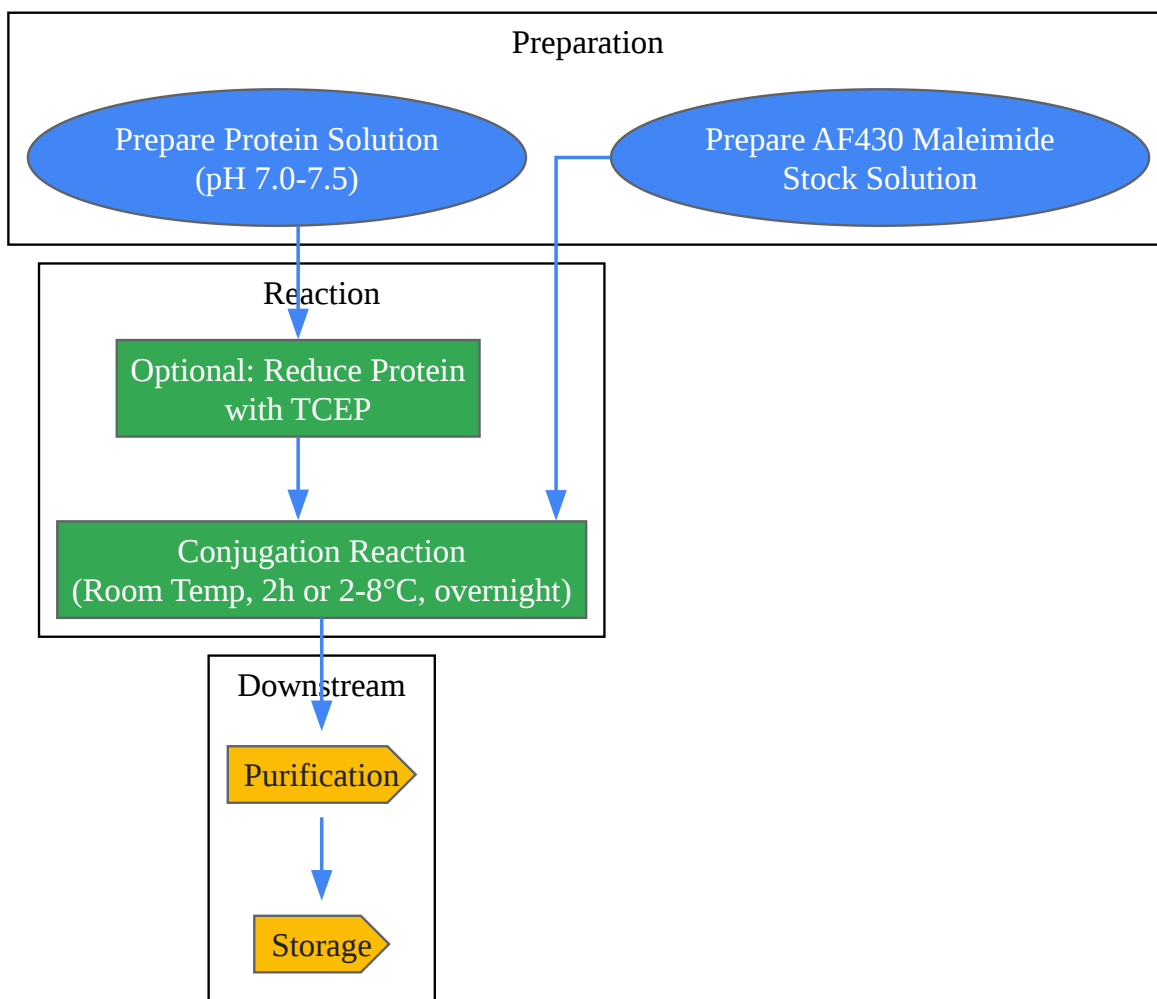 Preparation
Prepare Protein Solution
(pH 7.0-7.5)
Prepare AF430 Maleimide
Stock Solution
Reaction
Optional: Reduce Protein
with TCEP
Conjugation Reaction
(Room Temp, 2h or 2-8°C, overnight)
Downstream
Purification
Storage